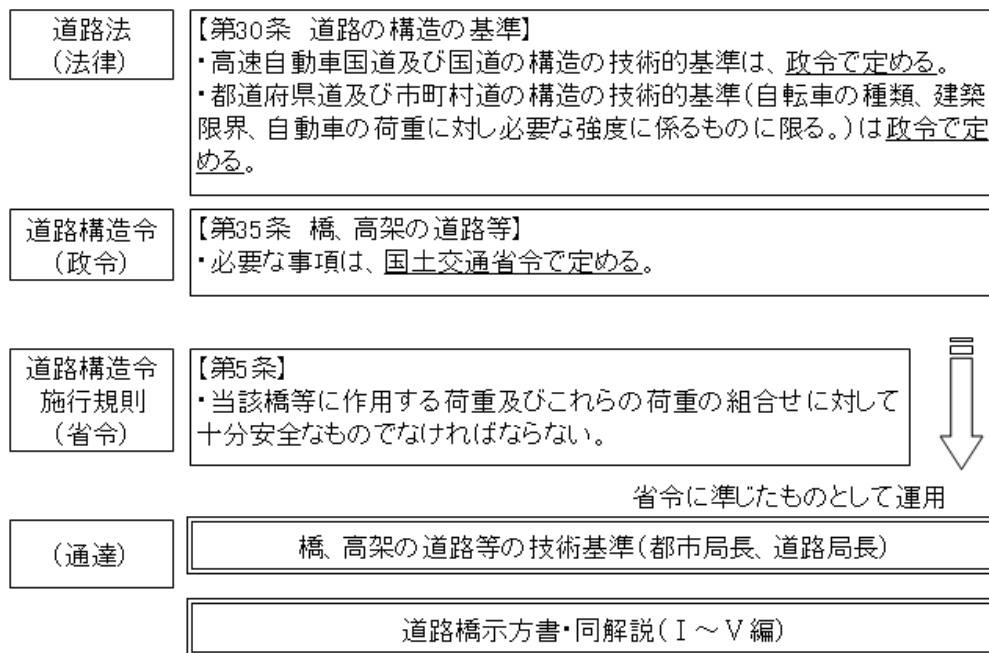 道路法
(法律)
【第30条 道路の構造の基準】
・高速自動車国道及び国道の構造の技術的基準は、政令で定める。
・都道府県道及び市町村道の構造の技術的基準(自転車の種類、建築
限界、自動車の荷重に対し必要な強度に係るものに限る。)は政令で定
める。
道路構造令
(政令)
【第35条 橋、高架の道路等】
・必要な事項は、国土交通省令で定める。
道路構造令
施行規則
(省令)
【第5条】
・当該橋等に作用する荷重及びこれらの荷重の組合せに対して
十分安全なものでなければならない。
省令に準じたものとして運用
(通達)
橋、高架の道路等の技術基準(都市局長、道路局長)
道路橋示方書・同解説(Ⅰ～Ⅴ編)